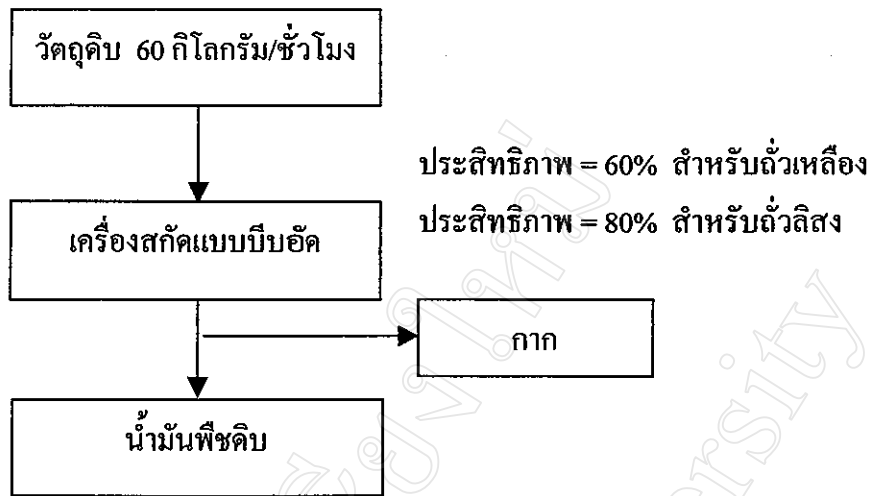 วัตถุดิบ 60 กิโลกรัม/ชั่วโมง
ประสิทธิภาพ = 60% สำหรับถั่วเหลือง
ประสิทธิภาพ = 80% สำหรับถั่วลิสง
เครื่องสกัดแบบบีบอัด
กาก
น้ำมันพืชดิบ
ersity